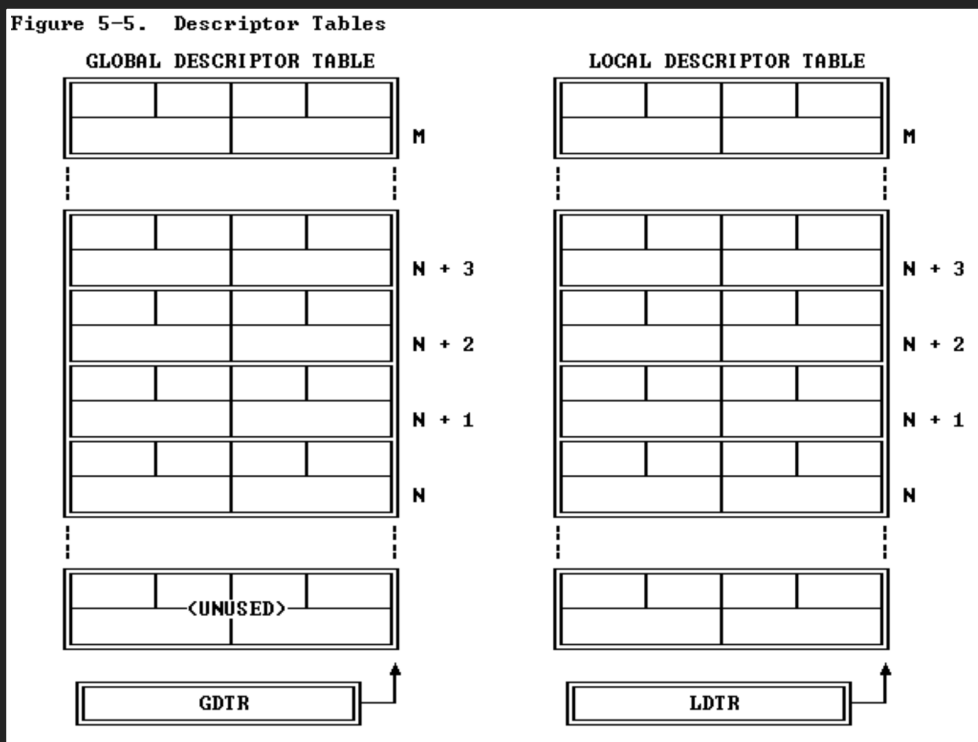 Figure 5-5.  Descriptor Tables
GLOBAL DESCRIPTOR TABLE
LOCAL DESCRIPTOR TABLE
M
M
N + 3
N + 3
N + 2
N + 2
N + 1
N + 1
N
N
<UNUSED>
GDTR
LDTR